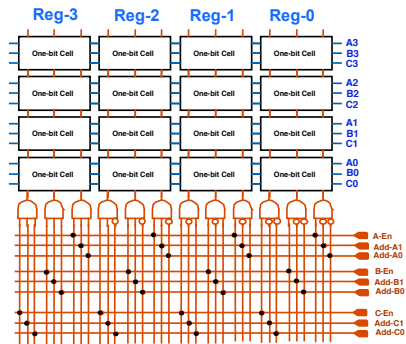 Reg-3 Reg-2 Reg-1 Reg-0
One-bit Cell One-bit Cell One-bit Cell One-bit Cell
A3
B3
C3
One-bit Cell One-bit Cell One-bit Cell One-bit Cell
A2
B2
C2
One-bit Cell One-bit Cell One-bit Cell One-bit Cell
A1
B1
C1
One-bit Cell One-bit Cell One-bit Cell One-bit Cell
A0
B0
C0
A-En
Add-A1
Add-A0
B-En
Add-B1
Add-B0
C-En
Add-C1
Add-C0